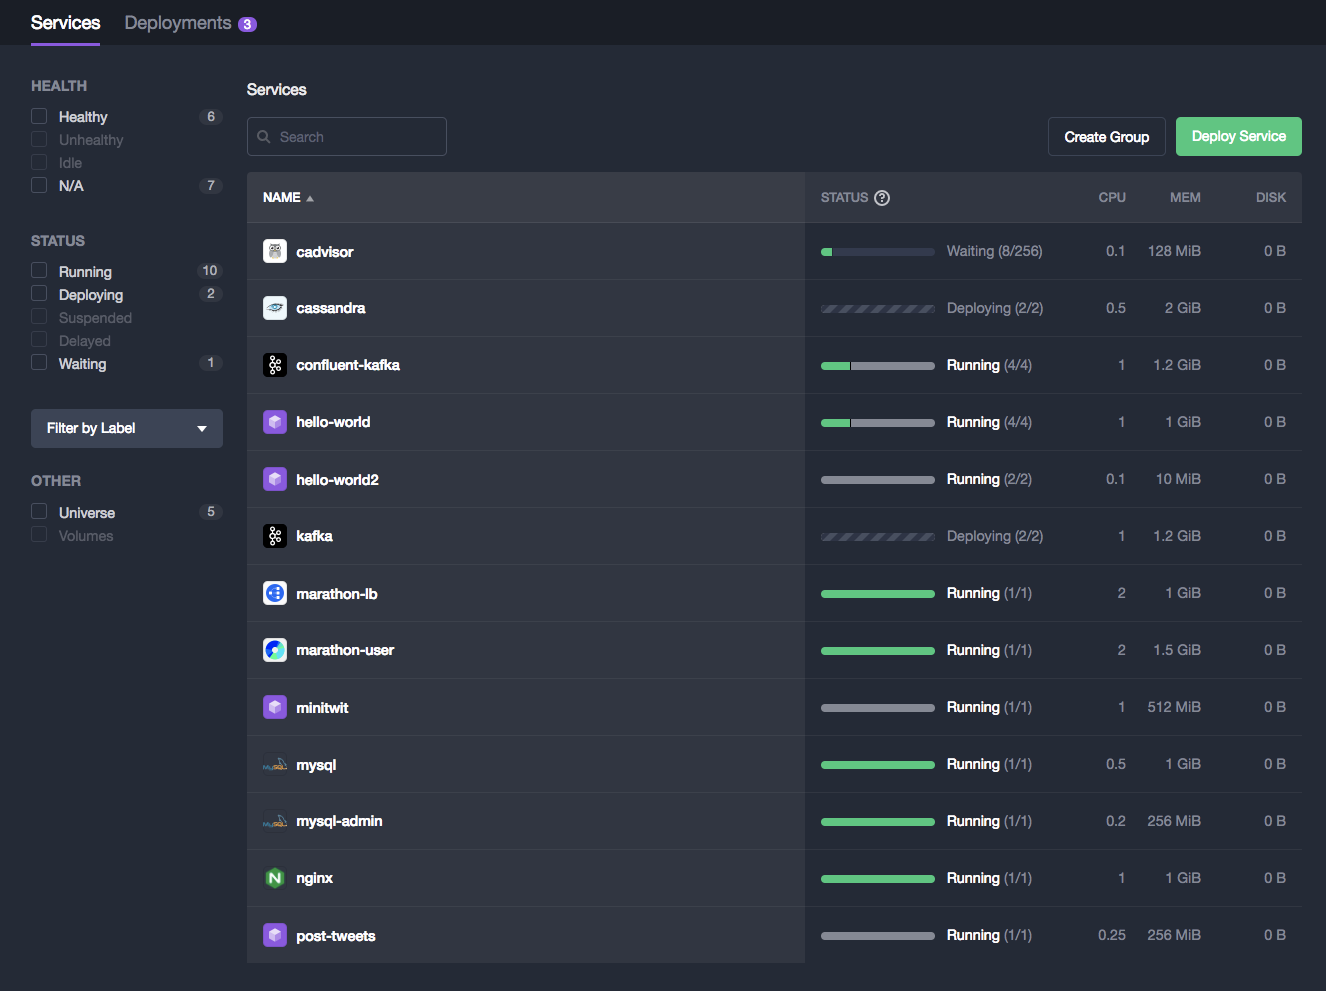 Services Deployments 3
HEALTH
Healthy 6
Unhealthy
Idle
N/A 7
STATUS
Running 10
Deploying 2
Suspended
Delayed
Waiting 1
Filter by Label
OTHER
Universe 5
Volumes
Services
Search
Create Group Deploy Service
NAME STATUS ? CPU MEM DISK
cadvisor Waiting (8/256) 0.1 128 MiB 0 B
cassandra Deploying (2/2) 0.5 2 GiB 0 B
confluent-kafka Running (4/4) 1 1.2 GiB 0 B
hello-world Running (4/4) 1 1 GiB 0 B
hello-world2 Running (2/2) 0.1 10 MiB 0 B
kafka Deploying (2/2) 1 1.2 GiB 0 B
marathon-lb Running (1/1) 2 1 GiB 0 B
marathon-user Running (1/1) 2 1.5 GiB 0 B
minitwit Running (1/1) 1 512 MiB 0 B
MySQL mysql Running (1/1) 0.5 1 GiB 0 B
MySQL mysql-admin Running (1/1) 0.2 256 MiB 0 B
N nginx Running (1/1) 1 1 GiB 0 B
post-tweets Running (1/1) 0.25 256 MiB 0 B